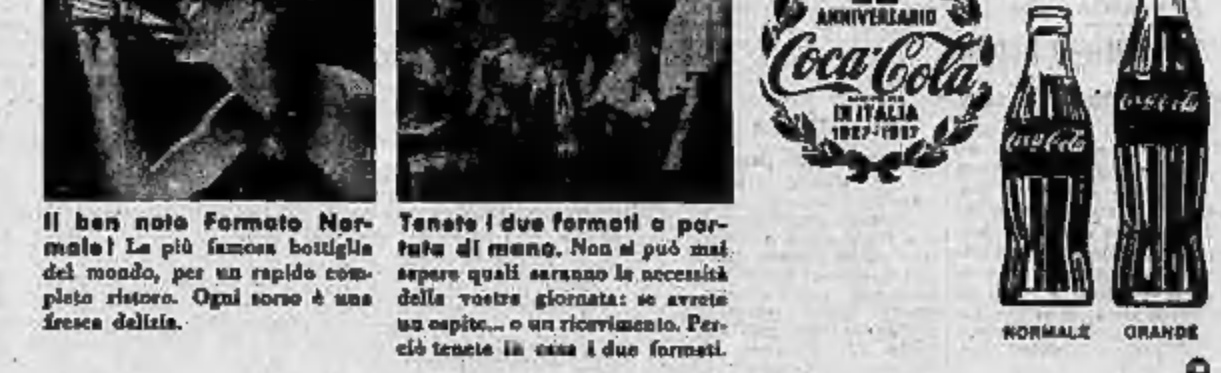 Il ben noto Formato Nor-
male! La più famosa bottiglia
del mondo, per un rapido com-
pleto ristoro. Ogni sorso è una
fresca delizia.
Tenete i due formati a por-
tata di mano. Non si può mai
sapere quali saranno le necessità
della vostra giornata: se avrete
un ospite... o un ricevimento. Per-
ciò tenete in casa i due formati.
ANNIVERSARIO
Coca-Cola
IN ITALIA
1927-1957
Coca-Cola
NORMALE
Coca-Cola
GRANDE